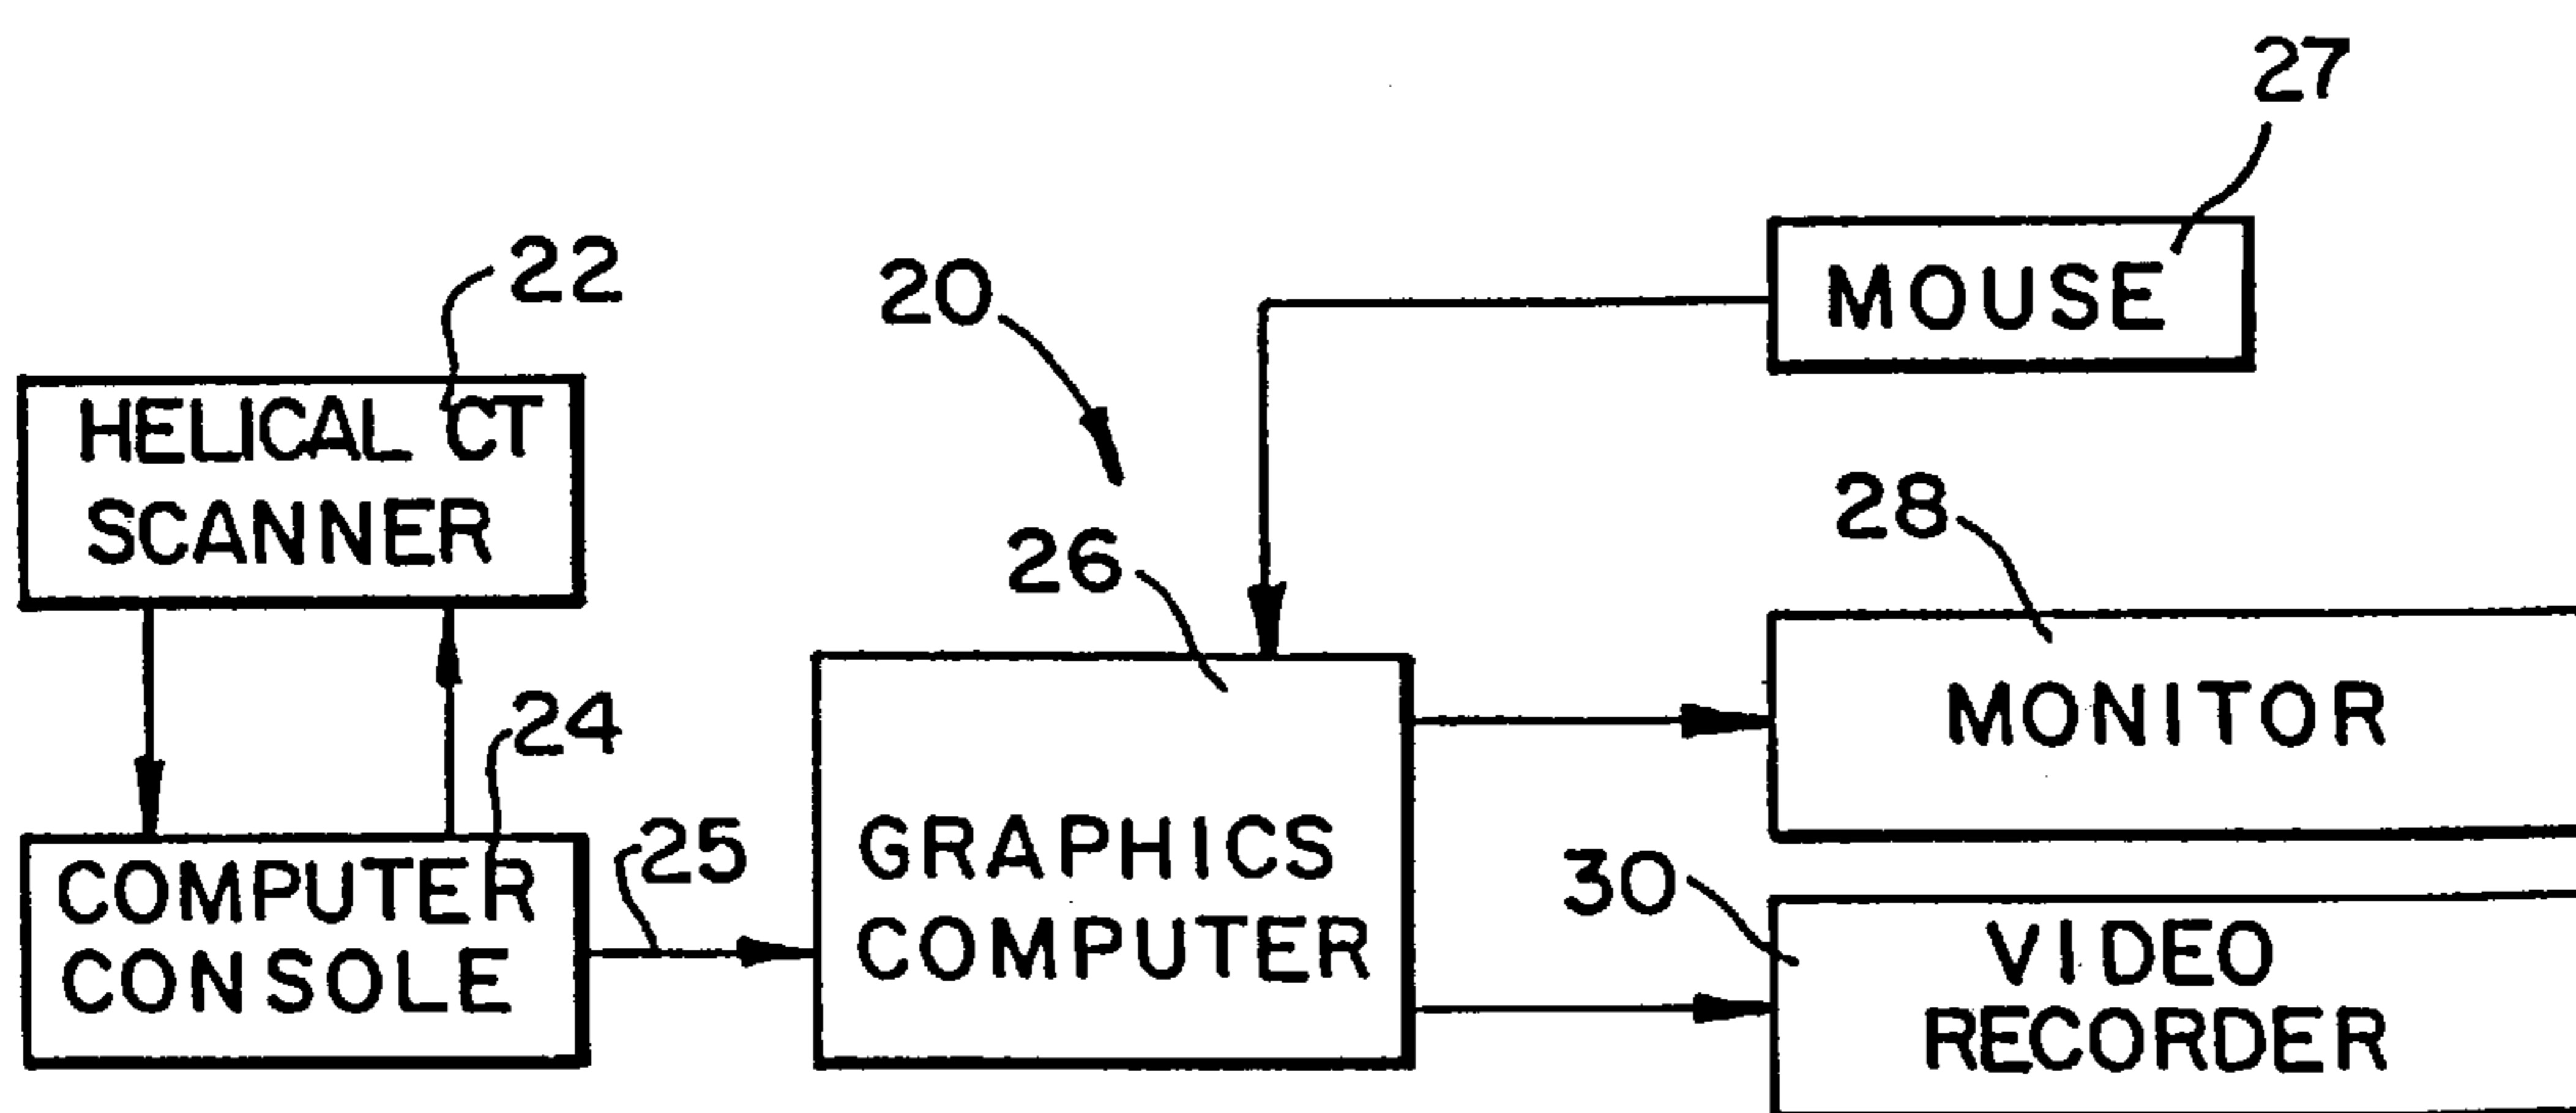 27
22
20
MOUSE
HELICAL CT
SCANNER
28
26
24
MONITOR
25
GRAPHICS
COMPUTER
COMPUTER
CONSOLE
30
VIDEO
RECORDER